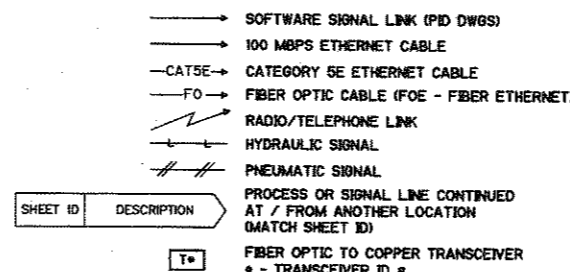 SOFTWARE SIGNAL LINK (PID DWGS)
100 MBPS ETHERNET CABLE
CAT5E CATEGORY 5E ETHERNET CABLE
FO FIBER OPTIC CABLE (FOE - FIBER ETHERNET
RADIO/TELEPHONE LINK
L L HYDRAULIC SIGNAL
PNEUMATIC SIGNAL
SHEET ID DESCRIPTION
PROCESS OR SIGNAL LINE CONTINUED
AT / FROM ANOTHER LOCATION
(MATCH SHEET ID)
T* FIBER OPTIC TO COPPER TRANSCEIVER
* - TRANSCEIVER ID